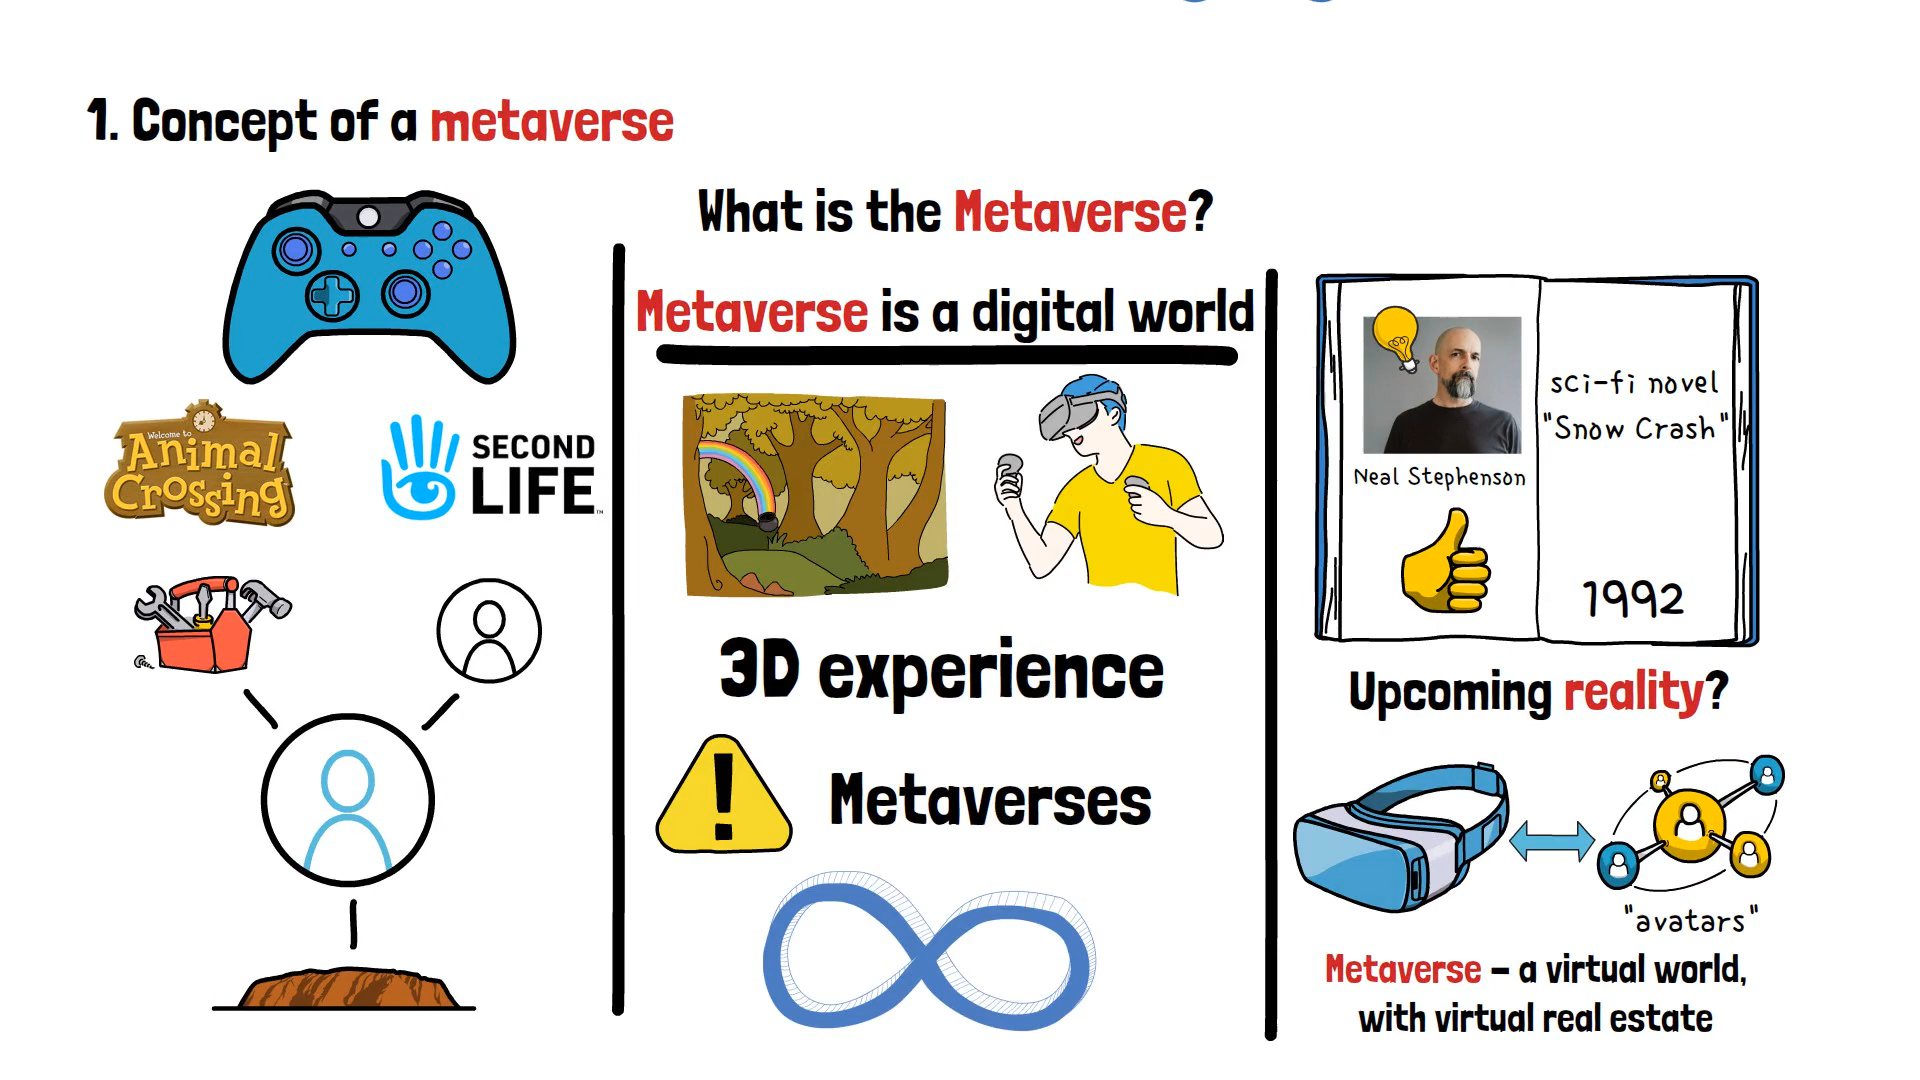 1. Concept of a metaverse
Welcome to
Animal
Crossing
SECOND
LIFE™
What is the Metaverse?
Metaverse is a digital world
3D experience
!
Metaverses
Neal Stephenson
sci-fi novel
"Snow Crash"
1992
Upcoming reality?
"avatars"
Metaverse – a virtual world,
with virtual real estate